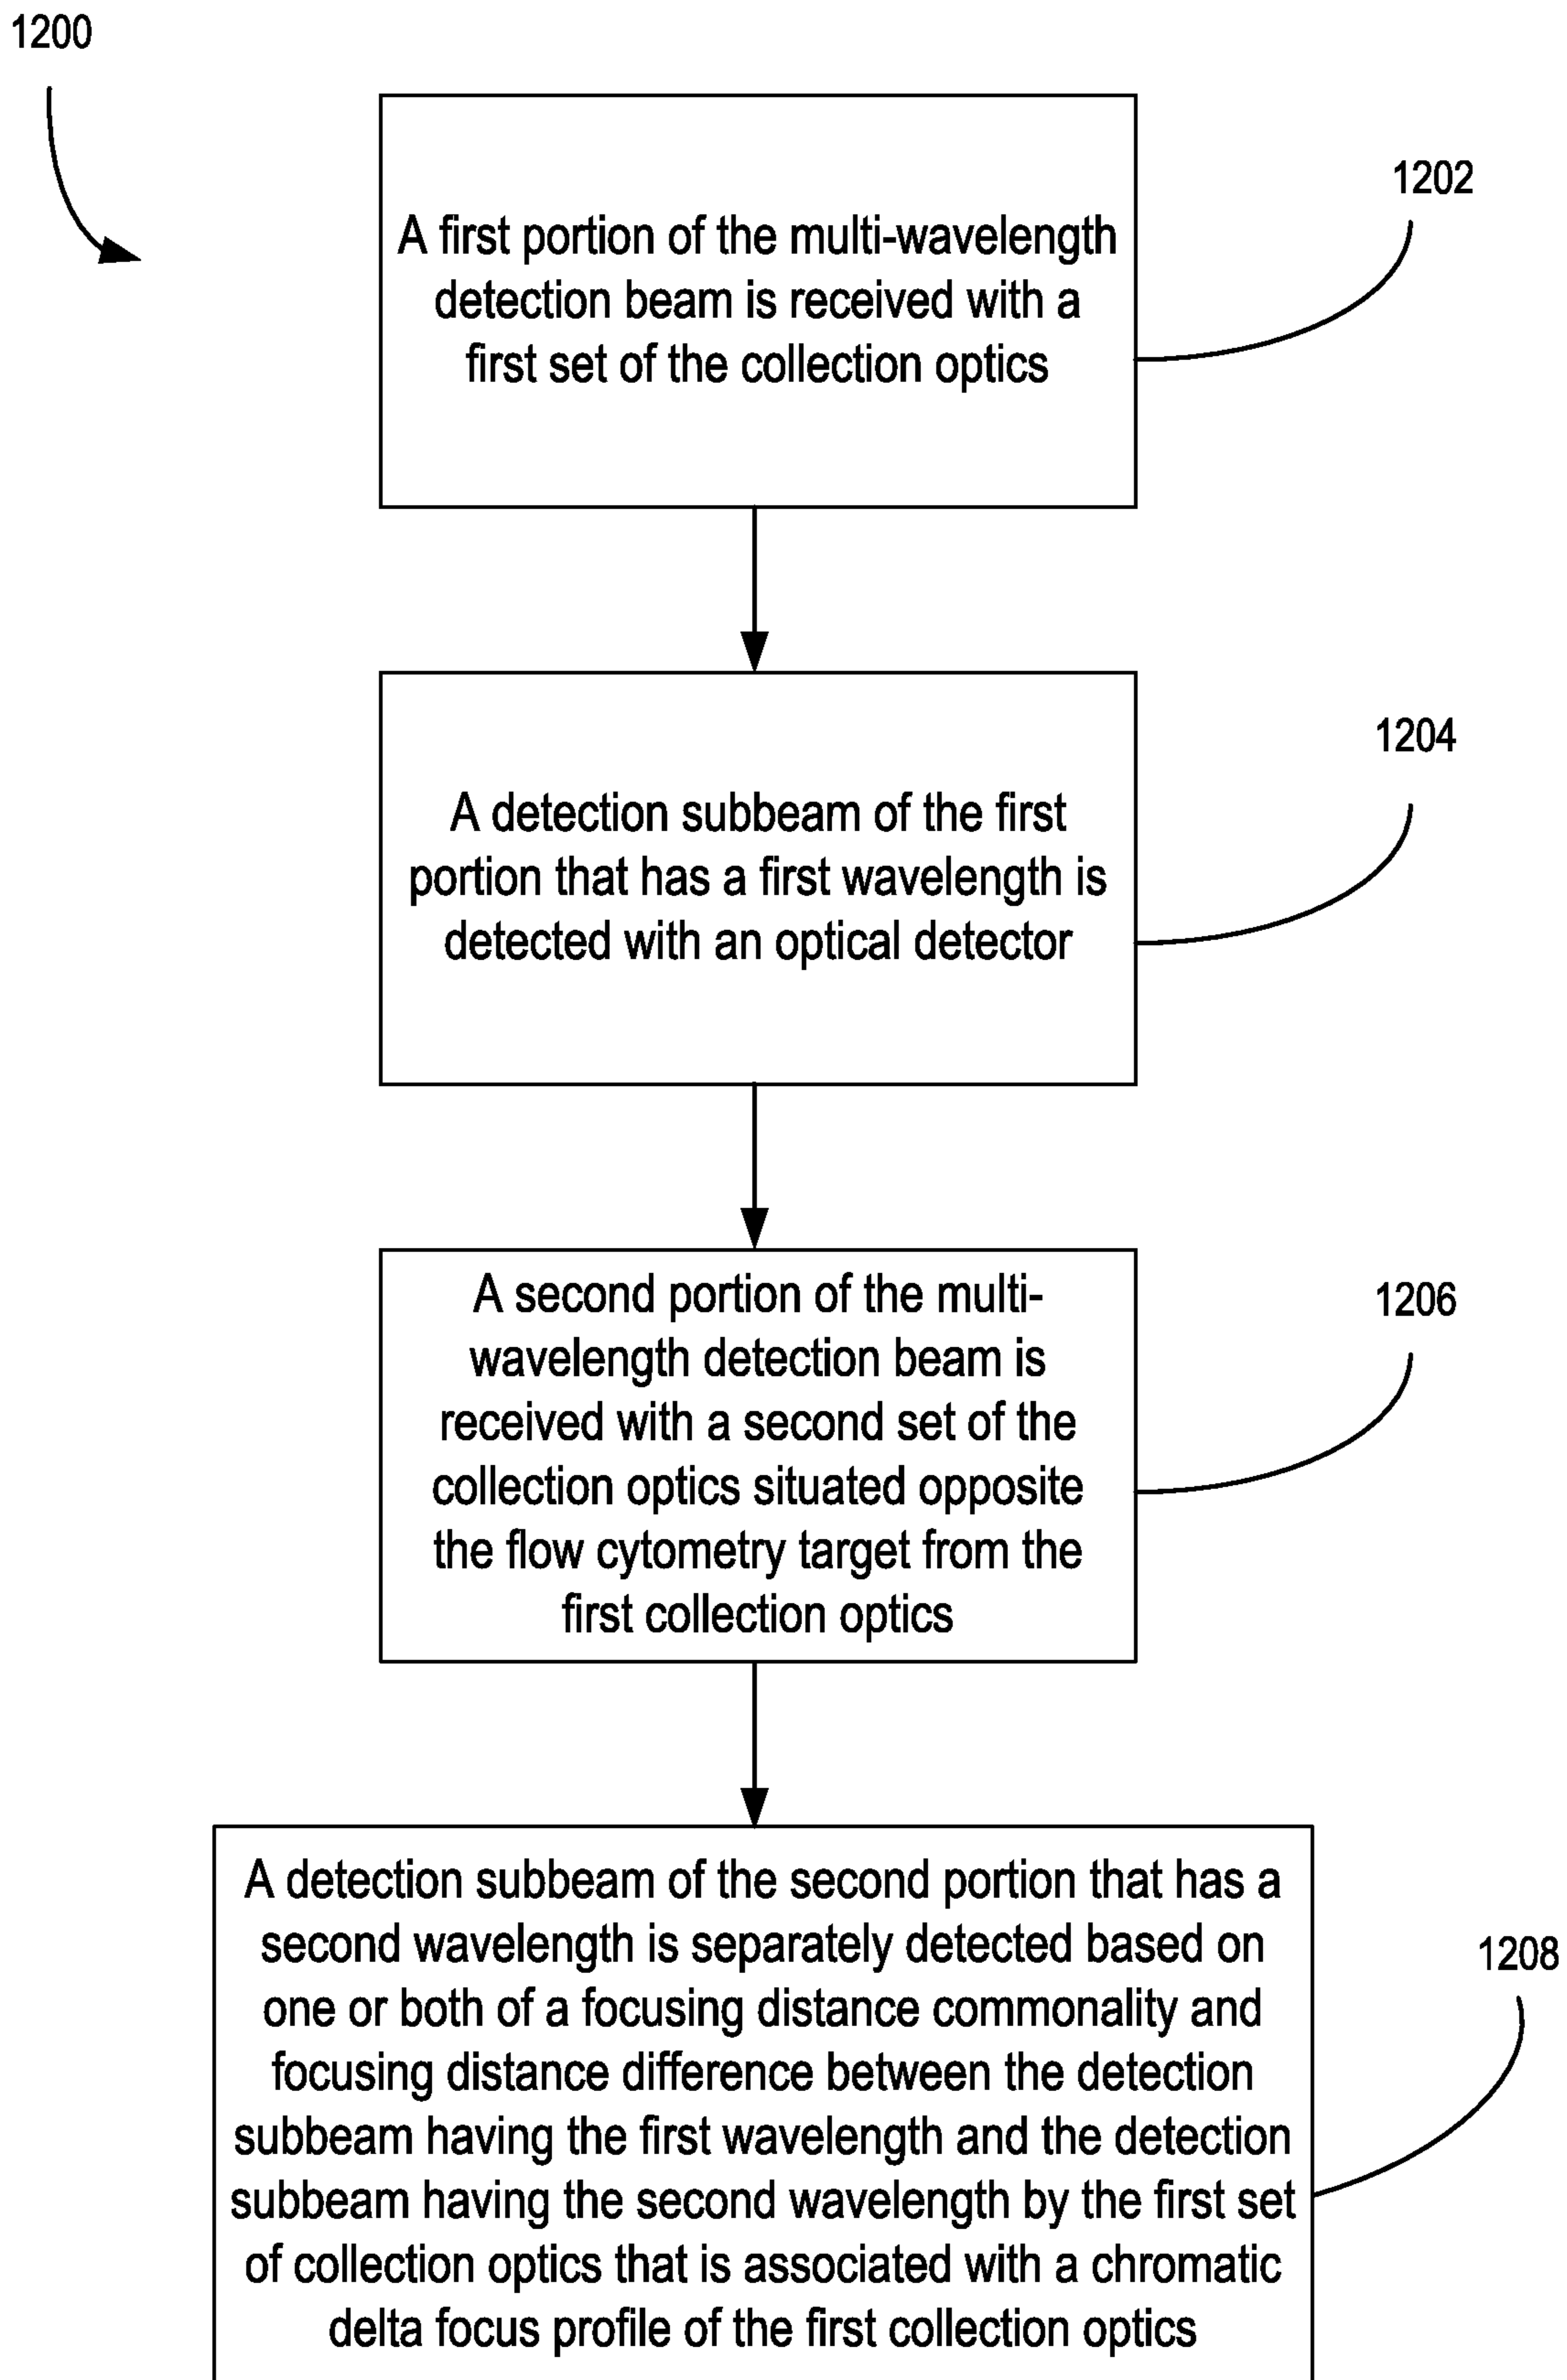 1200
A first portion of the multi-wavelength
detection beam is received with a
first set of the collection optics
1202
A detection subbeam of the first
portion that has a first wavelength is
detected with an optical detector
1204
A second portion of the multi-
wavelength detection beam is
received with a second set of the
collection optics situated opposite
the flow cytometry target from the
first collection optics
1206
A detection subbeam of the second portion that has a
second wavelength is separately detected based on
one or both of a focusing distance commonality and
focusing distance difference between the detection
subbeam having the first wavelength and the detection
subbeam having the second wavelength by the first set
of collection optics that is associated with a chromatic
delta focus profile of the first collection optics
1208